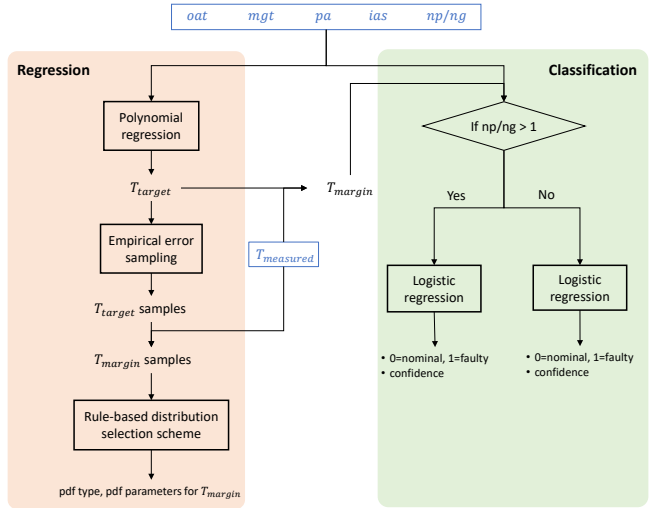 oat mgt pa ias np/ng
Regression
Classification
Polynomial
regression
If np/ng > 1
T_target
T_margin
Yes
No
Empirical error
sampling
T_measured
Logistic
regression
Logistic
regression
T_target samples
T_margin samples
• 0=nominal, 1=faulty
• confidence
• 0=nominal, 1=faulty
• confidence
Rule-based distribution
selection scheme
pdf type, pdf parameters for T_margin